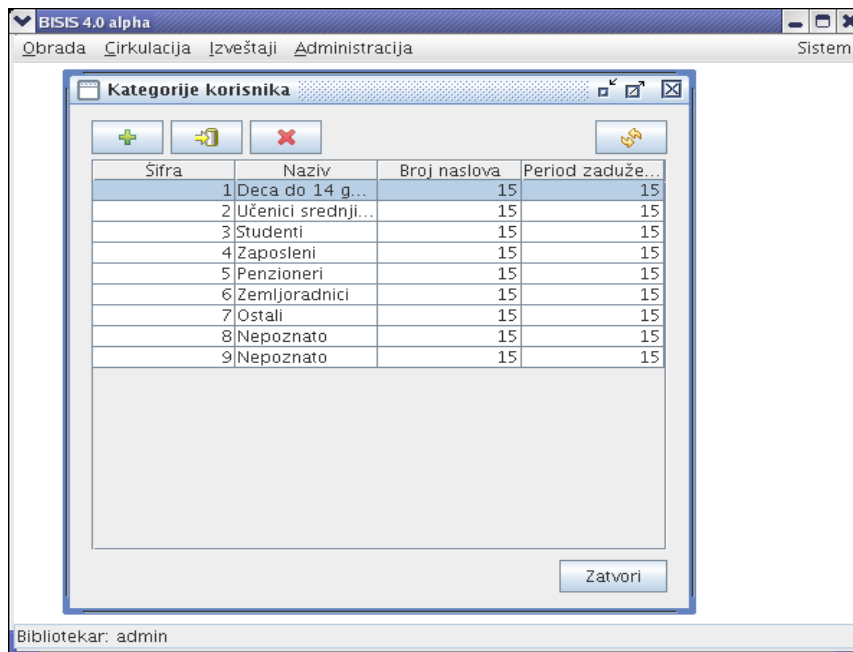 BISIS 4.0 alpha
Obrada Cirkulacija Izveštaji Administracija Sistem
Kategorije korisnika
Šifra Naziv Broj naslova Period zaduže...
1 Deca do 14 g... 15 15
2 Učenici srednji... 15 15
3 Studenti 15 15
4 Zaposleni 15 15
5 Penzioneri 15 15
6 Zemljoradnici 15 15
7 Ostali 15 15
8 Nepoznato 15 15
9 Nepoznato 15 15
Zatvori
Bibliotekar: admin